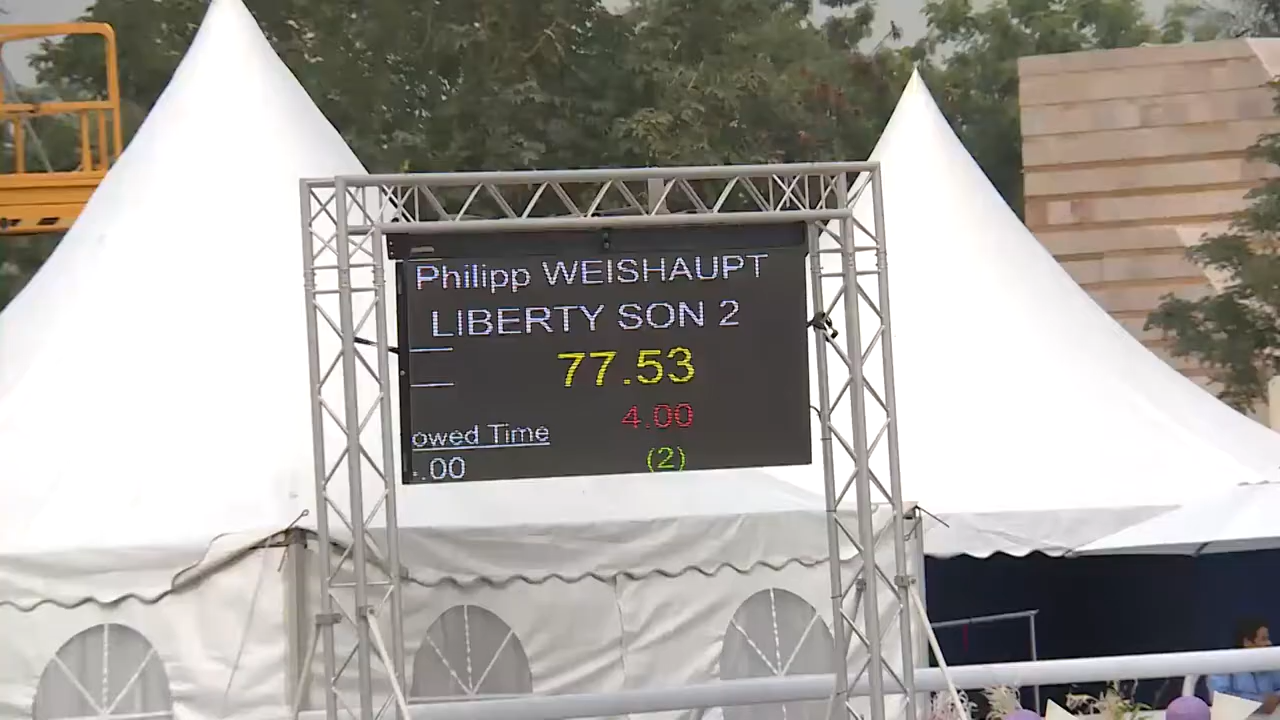 Philipp WEISHAUPT
LIBERTY SON 2
77.53
4.00
owed Time
.00
(2)